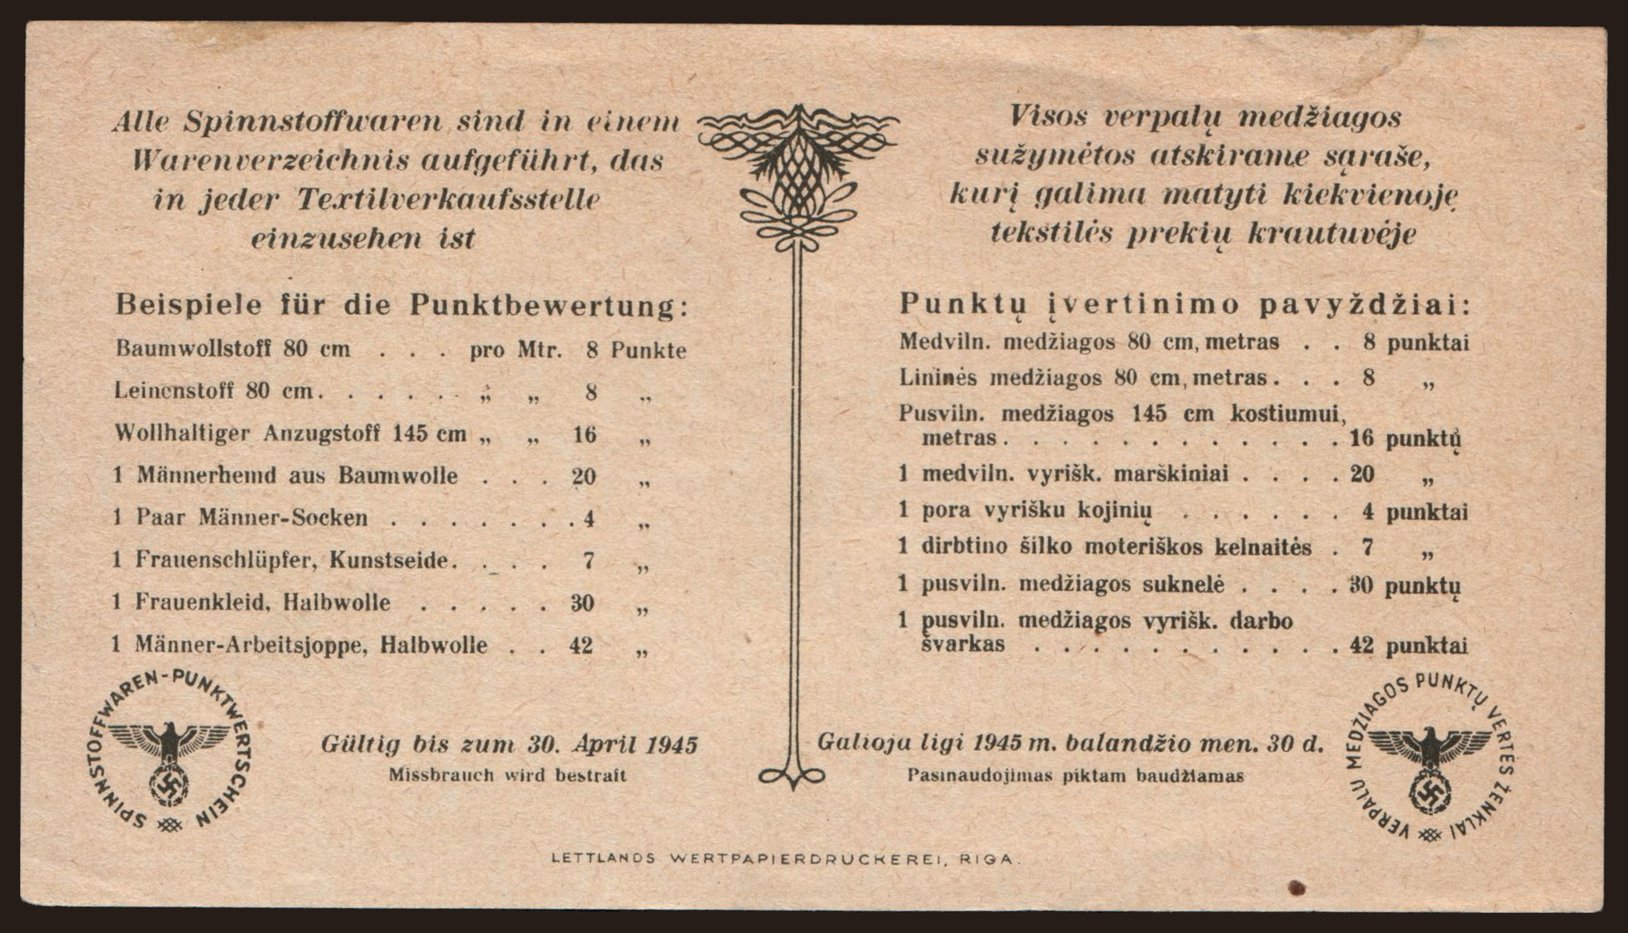 Alle Spinnstoffwaren sind in einem
Warenverzeichnis aufgeführt, das
in jeder Textilverkaufsstelle
einzusehen ist
Beispiele für die Punktbewertung:
Baumwollstoff 80 cm . . . pro Mtr. 8 Punkte
Leinenstoff 80 cm. . . . . . „ „ 8 „
Wollhaltiger Anzugstoff 145 cm „ „ 16 „
1 Männerhemd aus Baumwolle . . . 20 „
1 Paar Männer-Socken . . . . . . . 4 „
1 Frauenschlüpfer, Kunstseide. . . . 7 „
1 Frauenkleid, Halbwolle . . . . . 30 „
1 Männer-Arbeitsjoppe, Halbwolle . . 42 „
SPINNSTOFFWAREN-PUNKTWERTSCHEIN
Gültig bis zum 30. April 1945
Missbrauch wird bestraft
Visos verpalų medžiagos
sužymėtos atskirame sąraše,
kurį galima matyti kiekvienoję
tekstilės prekių krautuvėje
Punktų įvertinimo pavyždžiai:
Medviln. medžiagos 80 cm, metras . . 8 punktai
Lininės medžiagos 80 cm, metras. . . 8 „
Pusviln. medžiagos 145 cm kostiumui,
metras. . . . . . . . . . . . . 16 punktų
1 medviln. vyrišk. marškiniai . . . . 20 „
1 pora vyrišku kojinių . . . . . . 4 punktai
1 dirbtino šilko moteriškos kelnaitės . 7 „
1 pusviln. medžiagos suknelė . . . . 30 punktų
1 pusviln. medžiagos vyrišk. darbo
švarkas . . . . . . . . . . . 42 punktai
Galioja ligi 1945 m. balandžio men. 30 d.
Pasinaudojimas piktam baudžiamas
VERPALU MEDZIAGOS PUNKTŲ VERTĖS ŽENKLAI
LETTLANDS WERTPAPIERDRUCKEREI, RIGA.